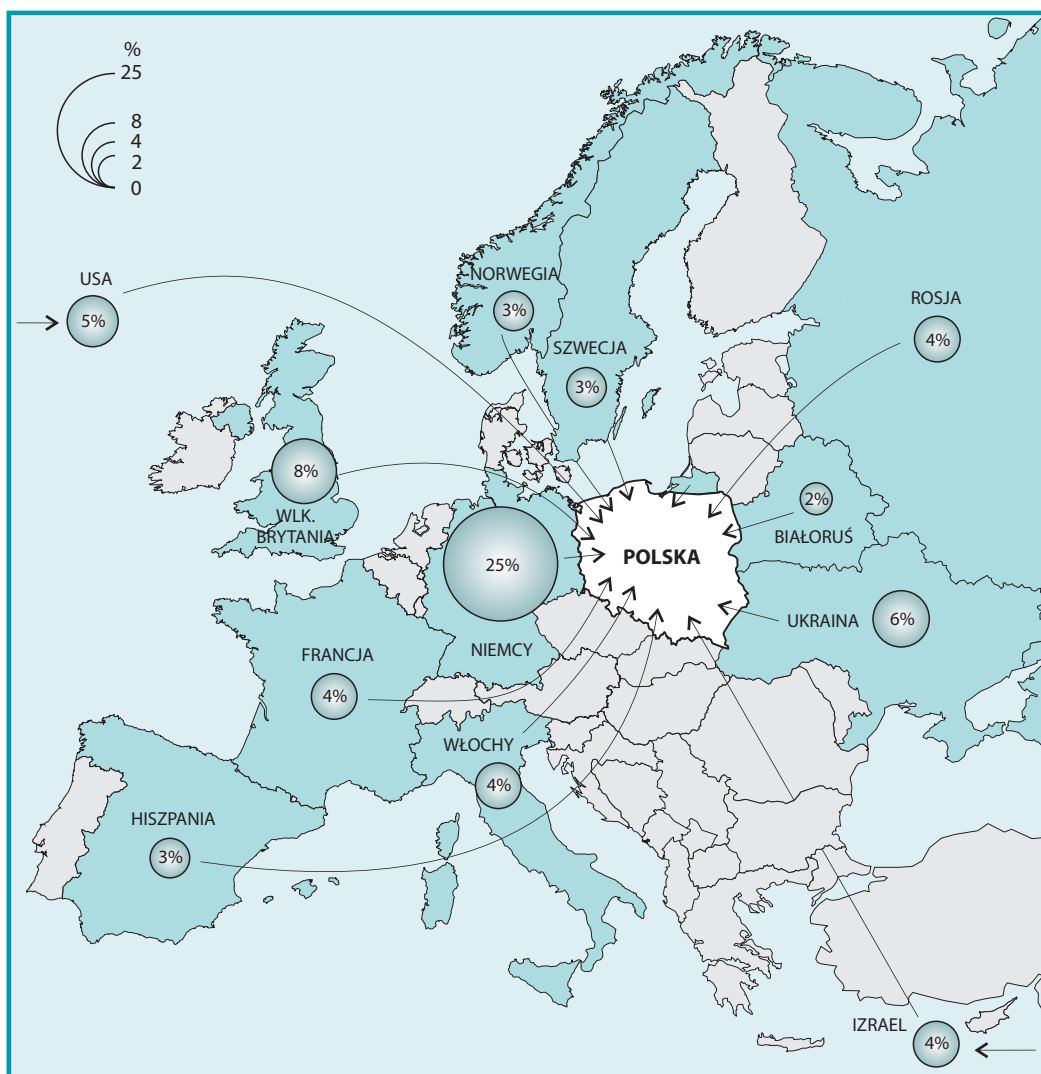 %
25
8
4
2
0
USA
5%
NORWEGIA
3%
SZWECJA
3%
ROSJA
4%
8%
WLK.
BRYTANIA
2%
BIAŁORUŚ
POLSKA
25%
NIEMCY
UKRAINA
6%
FRANCJA
4%
WŁOCHY
4%
HISZPANIA
3%
IZRAEL
4%